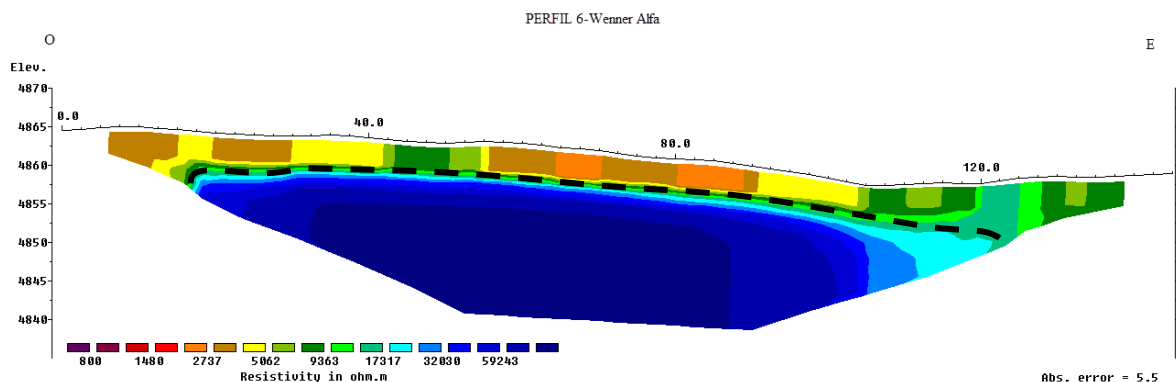 PERFIL 6-Wenner Alfa
O E
Elev.
4870
0.0
4865
40.0
80.0
4860
120.0
4855
4850
4845
4840
800 1480 2737 5062 9363 17317 32030 59243
Resistivity in ohm.m
Abs. error = 5.5